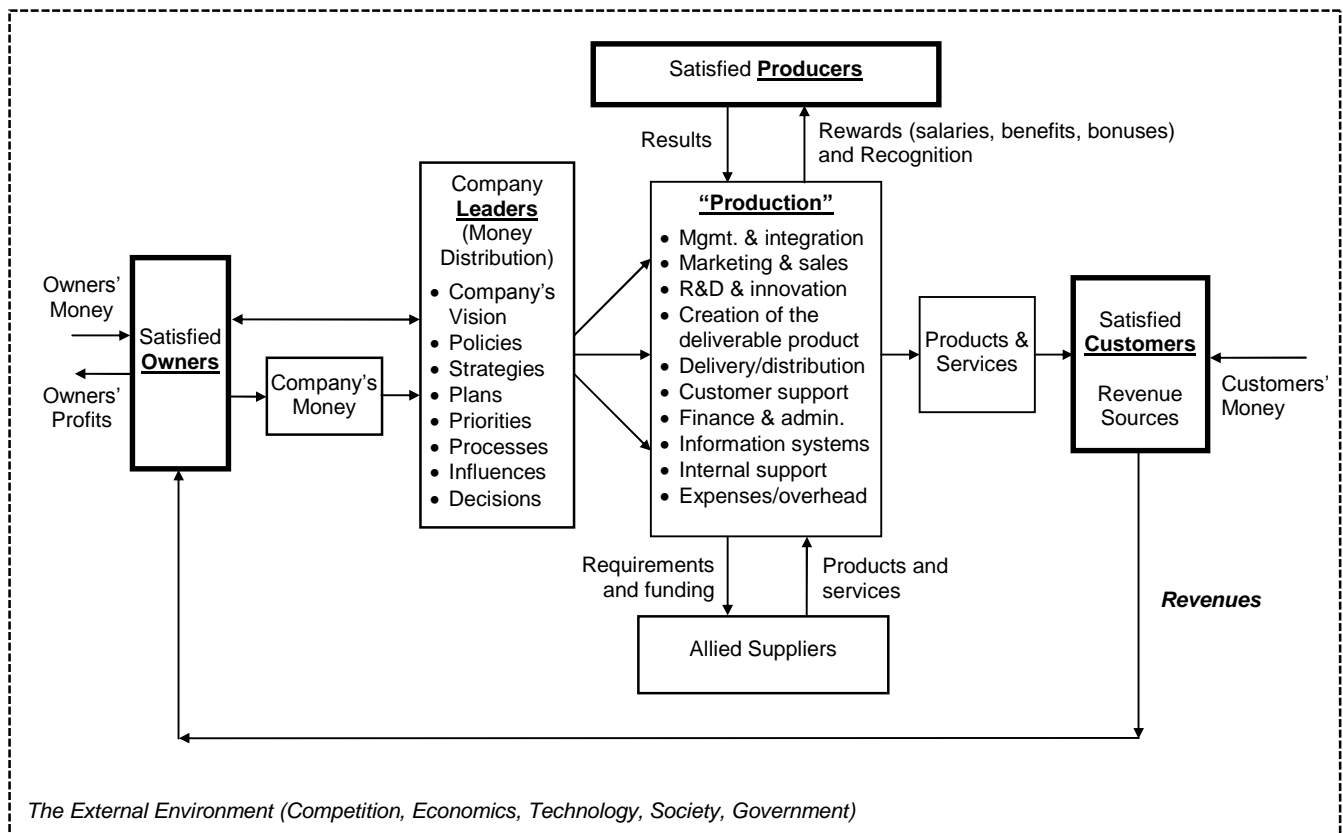 Satisfied Producers
Results
Rewards (salaries, benefits, bonuses)
and Recognition
Owners’
Money
Owners’
Profits
Satisfied
Owners
Company’s
Money
Company
Leaders
(Money
Distribution)
• Company’s
Vision
• Policies
• Strategies
• Plans
• Priorities
• Processes
• Influences
• Decisions
“Production”
• Mgmt. & integration
• Marketing & sales
• R&D & innovation
• Creation of the
deliverable product
• Delivery/distribution
• Customer support
• Finance & admin.
• Information systems
• Internal support
• Expenses/overhead
Products &
Services
Satisfied
Customers
Revenue
Sources
Customers’
Money
Requirements
and funding
Products and
services
Allied Suppliers
Revenues
The External Environment (Competition, Economics, Technology, Society, Government)